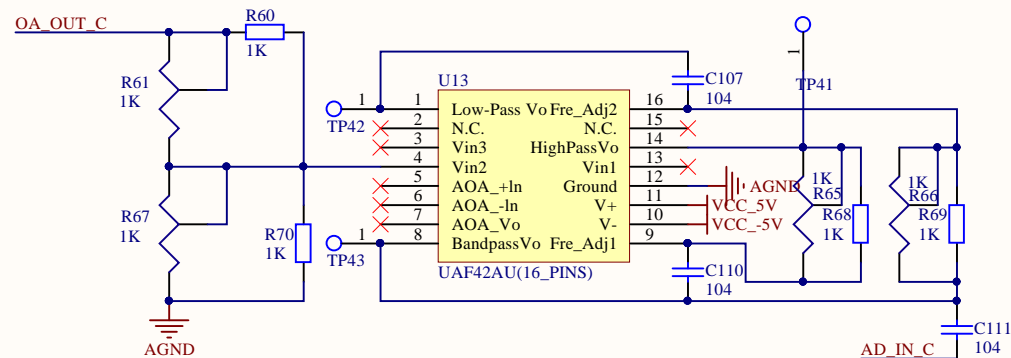 OA_OUT_C
R60
1K
R61
1K
R67
1K
R70
1K
AGND
U13
TP42
1
TP43
1
1 Low-Pass Vo Fre_Adj2 16
2 N.C. N.C. 15
3 Vin3 HighPassVo 14
4 Vin2 Vin1 13
5 AOA_+ln Ground 12
6 AOA_-ln V+ 11
7 AOA_Vo V- 10
8 BandpassVo Fre_Adj1 9
UAF42AU(16_PINS)
C107
104
1
TP41
AGND
VCC_5V
VCC_-5V
C110
104
1K
R65
R68
1K
1K
R66
R69
1K
C111
104
AD_IN_C